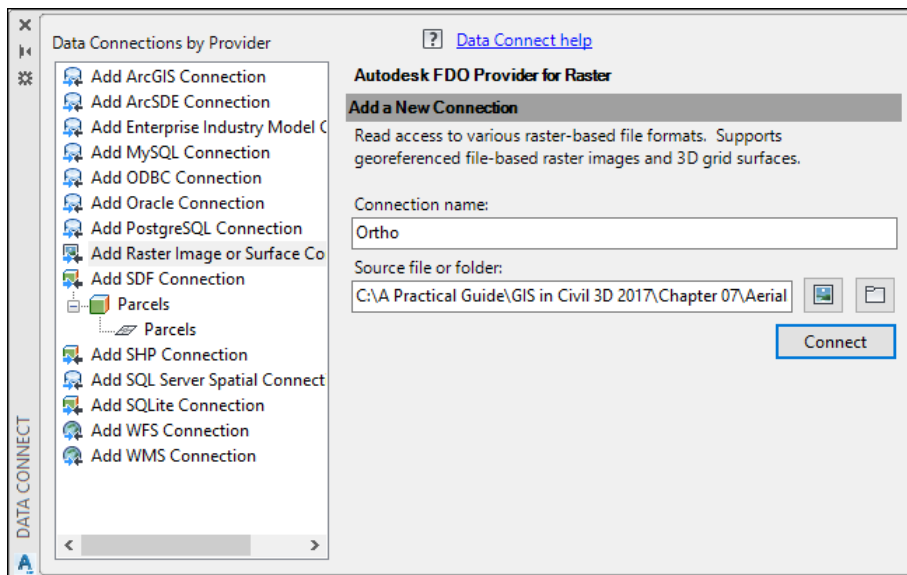 Data Connections by Provider
Add ArcGIS Connection
Add ArcSDE Connection
Add Enterprise Industry Model C
Add MySQL Connection
Add ODBC Connection
Add Oracle Connection
Add PostgreSQL Connection
Add Raster Image or Surface Co
Add SDF Connection
Parcels
Parcels
Add SHP Connection
Add SQL Server Spatial Connect
Add SQLite Connection
Add WFS Connection
Add WMS Connection
DATA CONNECT
? Data Connect help
Autodesk FDO Provider for Raster
Add a New Connection
Read access to various raster-based file formats. Supports
georeferenced file-based raster images and 3D grid surfaces.
Connection name:
Ortho
Source file or folder:
C:\A Practical Guide\GIS in Civil 3D 2017\Chapter 07\Aerial
Connect